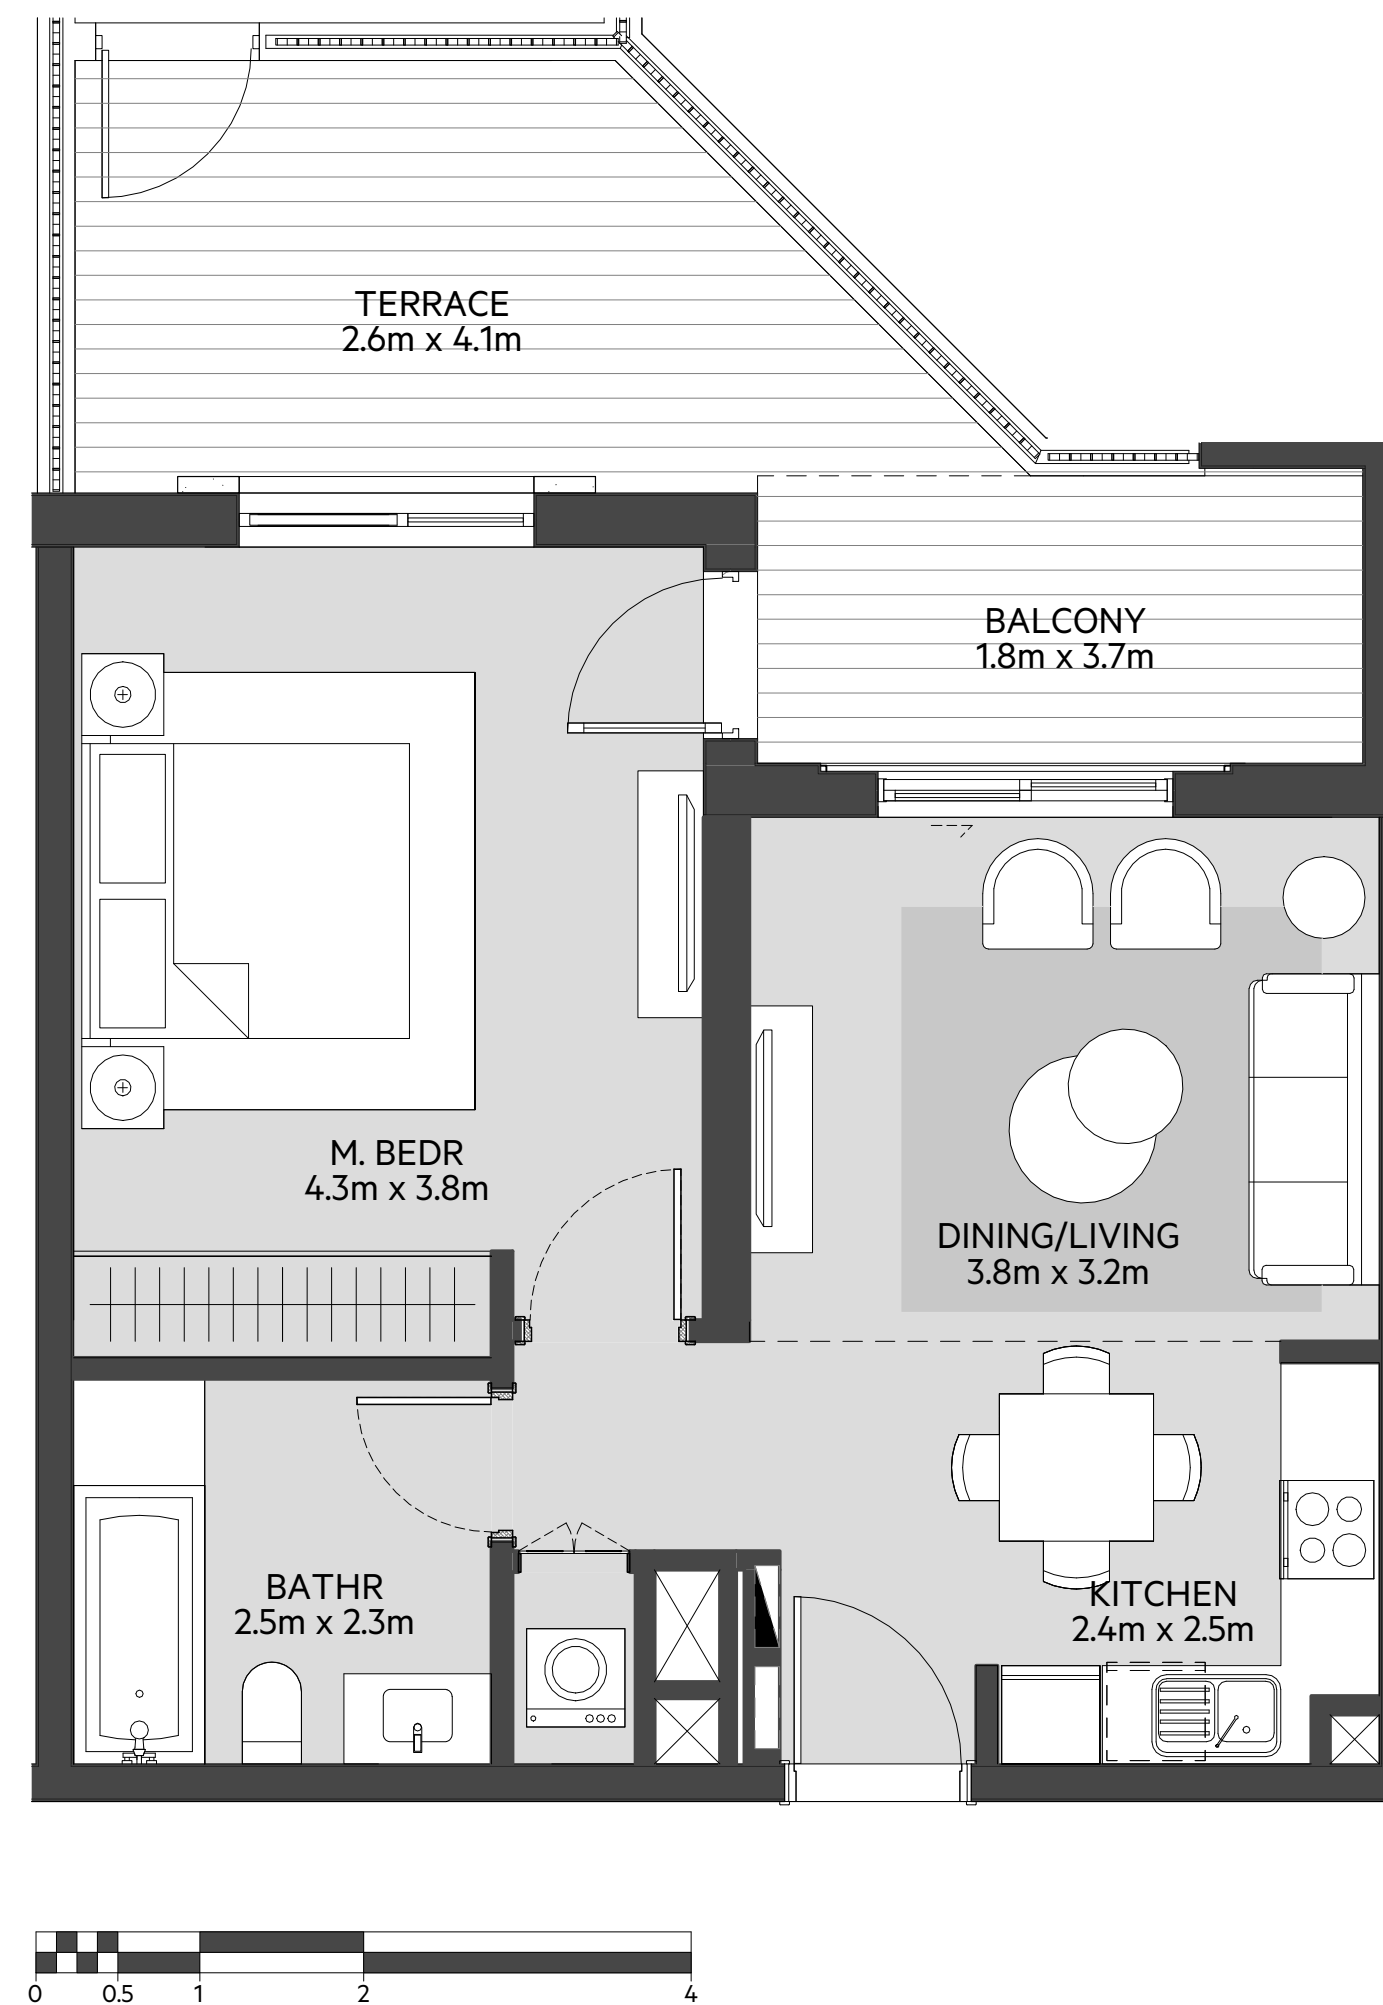 TERRACE
2.6m x 4.1m
BALCONY
1.8m x 3.7m
M. BEDR
4.3m x 3.8m
DINING/LIVING
3.8m x 3.2m
BATHR
2.5m x 2.3m
KITCHEN
2.4m x 2.5m
0 0.5 1 2 4